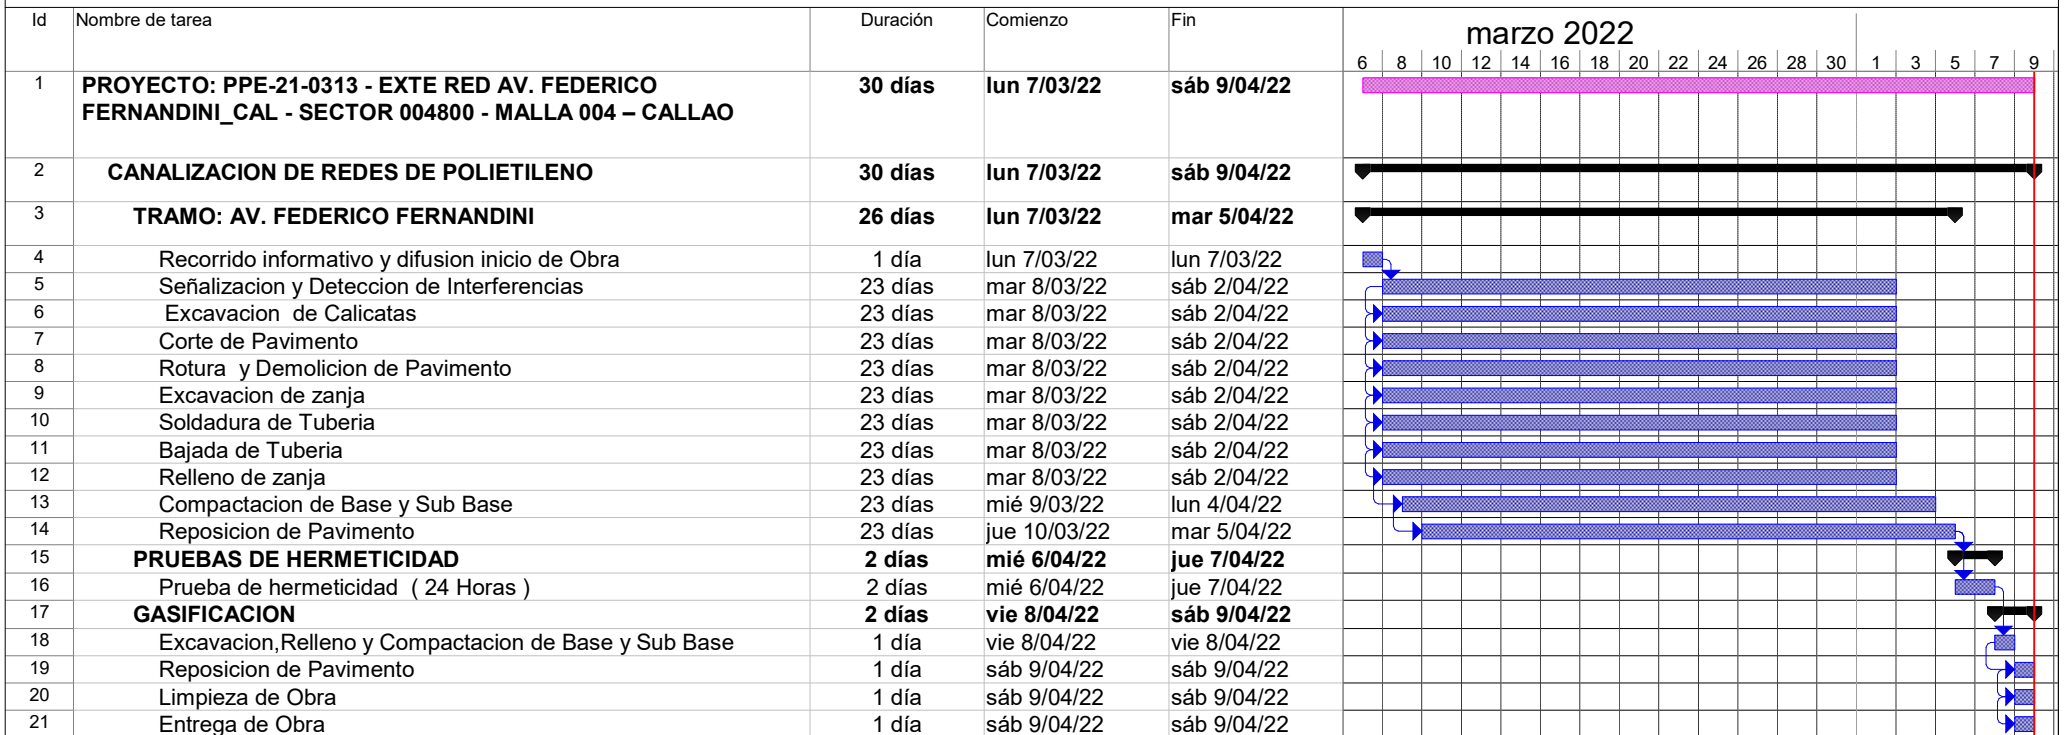 Id Nombre de tarea Duración Comienzo Fin marzo 2022
6 8 10 12 14 16 18 20 22 24 26 28 30 1 3 5 7 9
1 PROYECTO: PPE-21-0313 - EXTE RED AV. FEDERICO 30 días lun 7/03/22 sáb 9/04/22
FERNANDINI_CAL - SECTOR 004800 - MALLA 004 – CALLAO
2 CANALIZACION DE REDES DE POLIETILENO 30 días lun 7/03/22 sáb 9/04/22
3 TRAMO: AV. FEDERICO FERNANDINI 26 días lun 7/03/22 mar 5/04/22
4 Recorrido informativo y difusion inicio de Obra 1 día lun 7/03/22 lun 7/03/22
5 Señalizacion y Deteccion de Interferencias 23 días mar 8/03/22 sáb 2/04/22
6 Excavacion de Calicatas 23 días mar 8/03/22 sáb 2/04/22
7 Corte de Pavimento 23 días mar 8/03/22 sáb 2/04/22
8 Rotura y Demolicion de Pavimento 23 días mar 8/03/22 sáb 2/04/22
9 Excavacion de zanja 23 días mar 8/03/22 sáb 2/04/22
10 Soldadura de Tuberia 23 días mar 8/03/22 sáb 2/04/22
11 Bajada de Tuberia 23 días mar 8/03/22 sáb 2/04/22
12 Relleno de zanja 23 días mar 8/03/22 sáb 2/04/22
13 Compactacion de Base y Sub Base 23 días mié 9/03/22 lun 4/04/22
14 Reposicion de Pavimento 23 días jue 10/03/22 mar 5/04/22
15 PRUEBAS DE HERMETICIDAD 2 días mié 6/04/22 jue 7/04/22
16 Prueba de hermeticidad ( 24 Horas ) 2 días mié 6/04/22 jue 7/04/22
17 GASIFICACION 2 días vie 8/04/22 sáb 9/04/22
18 Excavacion,Relleno y Compactacion de Base y Sub Base 1 día vie 8/04/22 vie 8/04/22
19 Reposicion de Pavimento 1 día sáb 9/04/22 sáb 9/04/22
20 Limpieza de Obra 1 día sáb 9/04/22 sáb 9/04/22
21 Entrega de Obra 1 día sáb 9/04/22 sáb 9/04/22